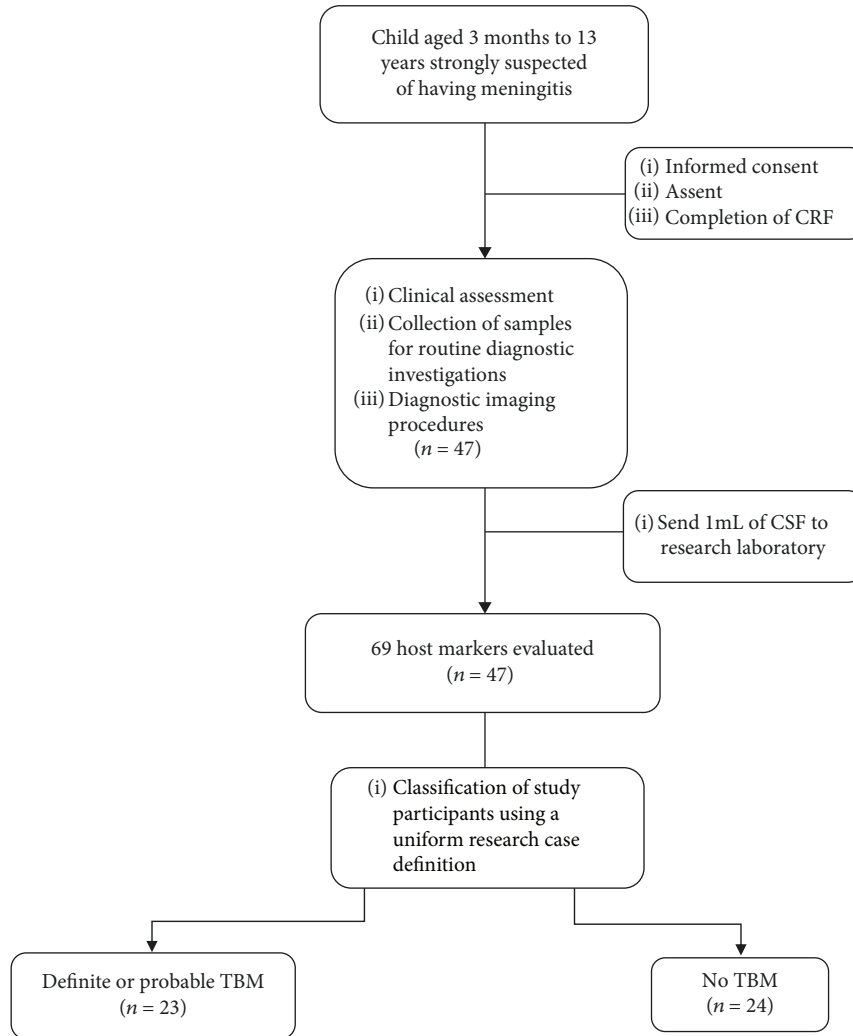 Child aged 3 months to 13
years strongly suspected
of having meningitis
(i) Informed consent
(ii) Assent
(iii) Completion of CRF
(i) Clinical assessment
(ii) Collection of samples
for routine diagnostic
investigations
(iii) Diagnostic imaging
procedures
(n = 47)
(i) Send 1mL of CSF to
research laboratory
69 host markers evaluated
(n = 47)
(i) Classification of study
participants using a
uniform research case
definition
Definite or probable TBM
(n = 23)
No TBM
(n = 24)